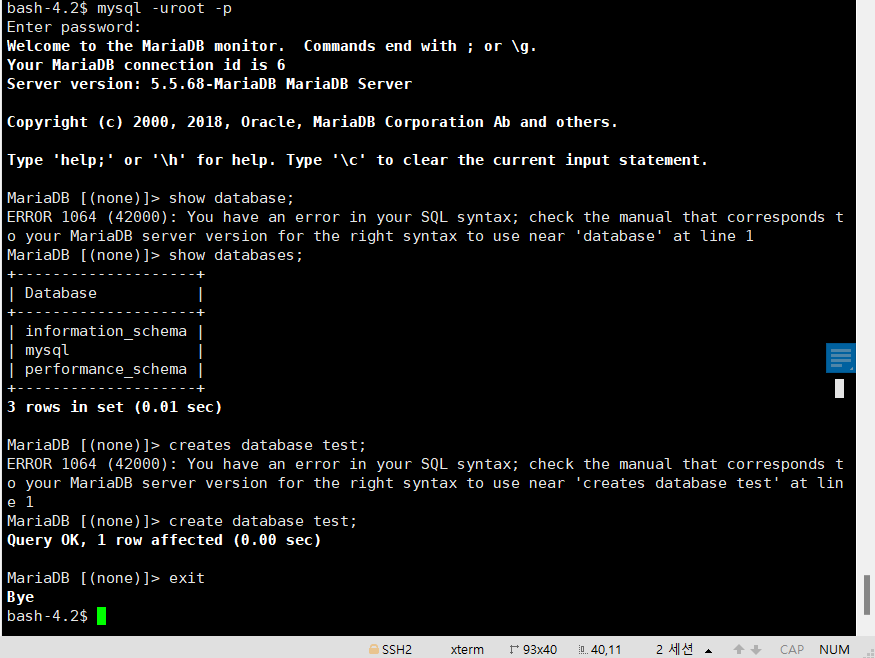 bash-4.2$ mysql -uroot -p
Enter password:
Welcome to the MariaDB monitor.  Commands end with ; or \g.
Your MariaDB connection id is 6
Server version: 5.5.68-MariaDB MariaDB Server

Copyright (c) 2000, 2018, Oracle, MariaDB Corporation Ab and others.

Type 'help;' or '\h' for help. Type '\c' to clear the current input statement.

MariaDB [(none)]> show database;
ERROR 1064 (42000): You have an error in your SQL syntax; check the manual that corresponds t
o your MariaDB server version for the right syntax to use near 'database' at line 1
MariaDB [(none)]> show databases;
+--------------------+
| Database           |
+--------------------+
| information_schema |
| mysql              |
| performance_schema |
+--------------------+
3 rows in set (0.01 sec)

MariaDB [(none)]> creates database test;
ERROR 1064 (42000): You have an error in your SQL syntax; check the manual that corresponds t
o your MariaDB server version for the right syntax to use near 'creates database test' at lin
e 1
MariaDB [(none)]> create database test;
Query OK, 1 row affected (0.00 sec)

MariaDB [(none)]> exit
Bye
bash-4.2$
SSH2 xterm 93x40 40,11 2 세션 CAP NUM